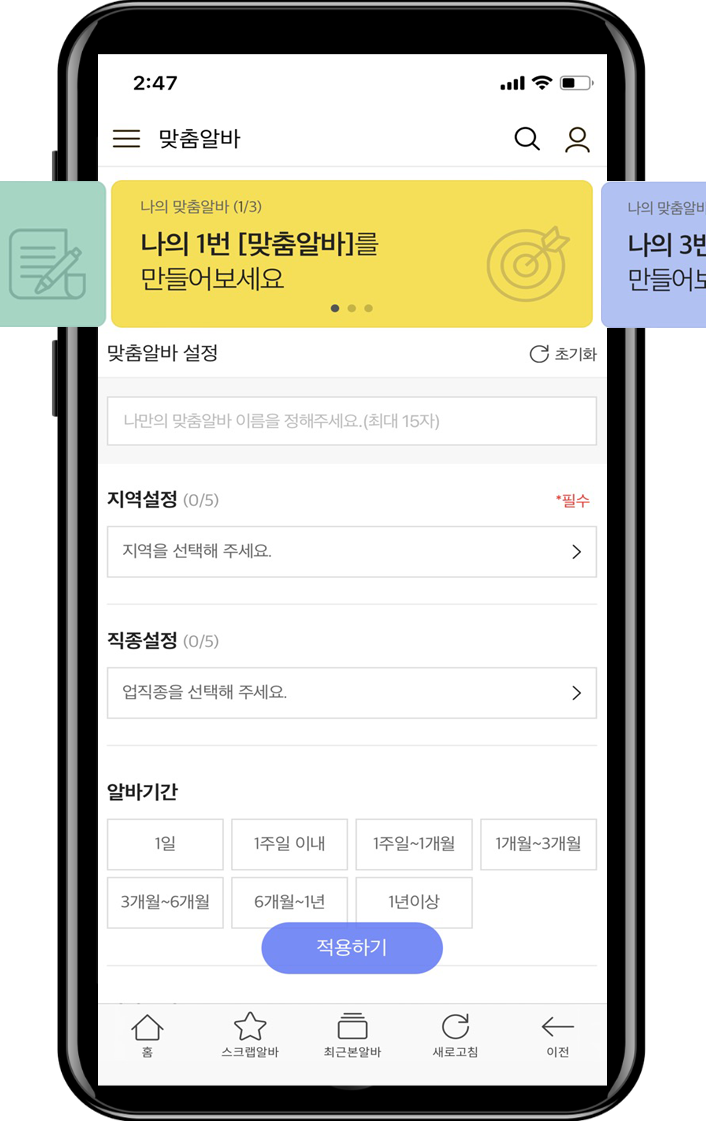 2:47
맞춤알바
나의 맞춤알바 (1/3)
나의 1번 [맞춤알바]를
만들어보세요
나의 맞춤알바
나의 3번
만들어보
맞춤알바 설정
초기화
나만의 맞춤알바 이름을 정해주세요.(최대 15자)
지역설정 (0/5)
*필수
지역을 선택해 주세요.
직종설정 (0/5)
업직종을 선택해 주세요.
알바기간
1일
1주일 이내
1주일~1개월
1개월~3개월
3개월~6개월
6개월~1년
1년이상
적용하기
홈
스크랩알바
최근본알바
새로고침
이전